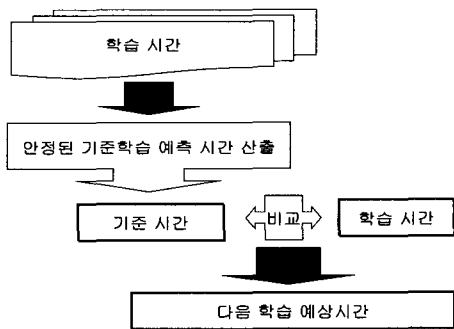 학습 시간
안정된 기준학습 예측 시간 산출
기준 시간
비교
학습 시간
다음 학습 예상시간